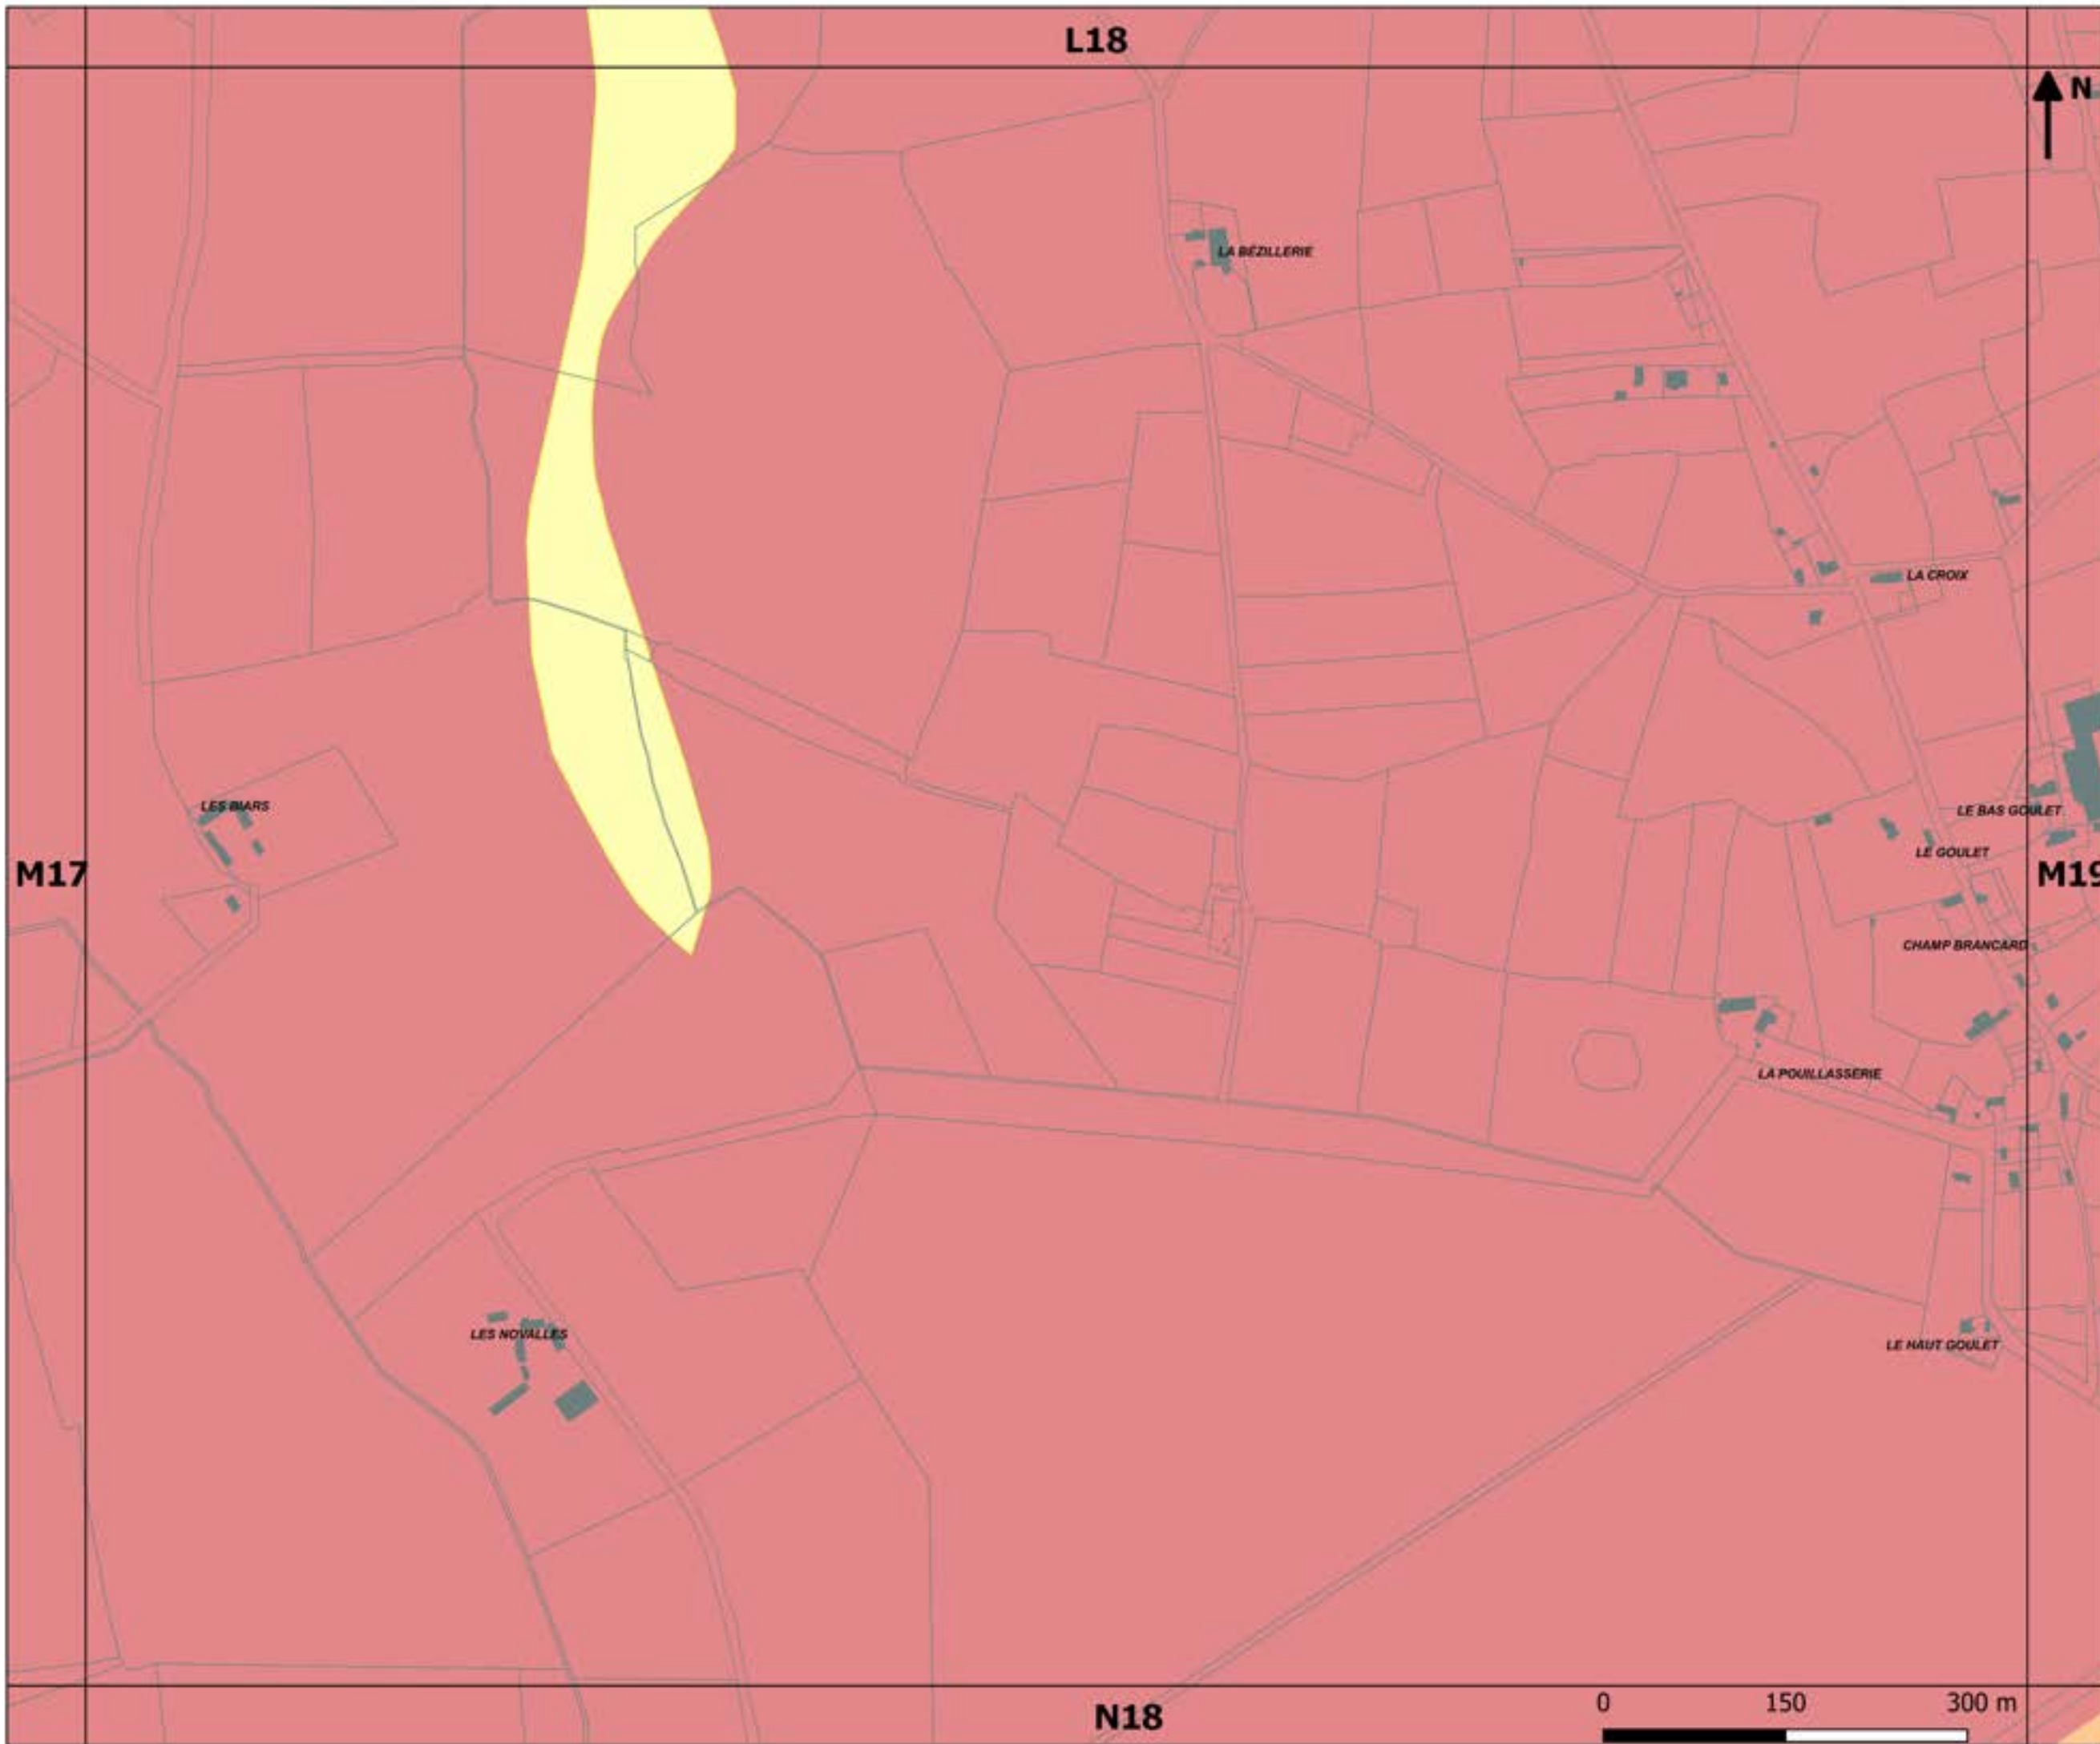 L18
N
LA BÉZILLERIE
LA CROIX
LES BIARS
LE BAS GOULET
LE GOULET
M17
M19
CHAMP BRANCARD
LA POUILLASSERIE
LES NOVALLES
LE HAUT GOULET
0 150 300 m
N18